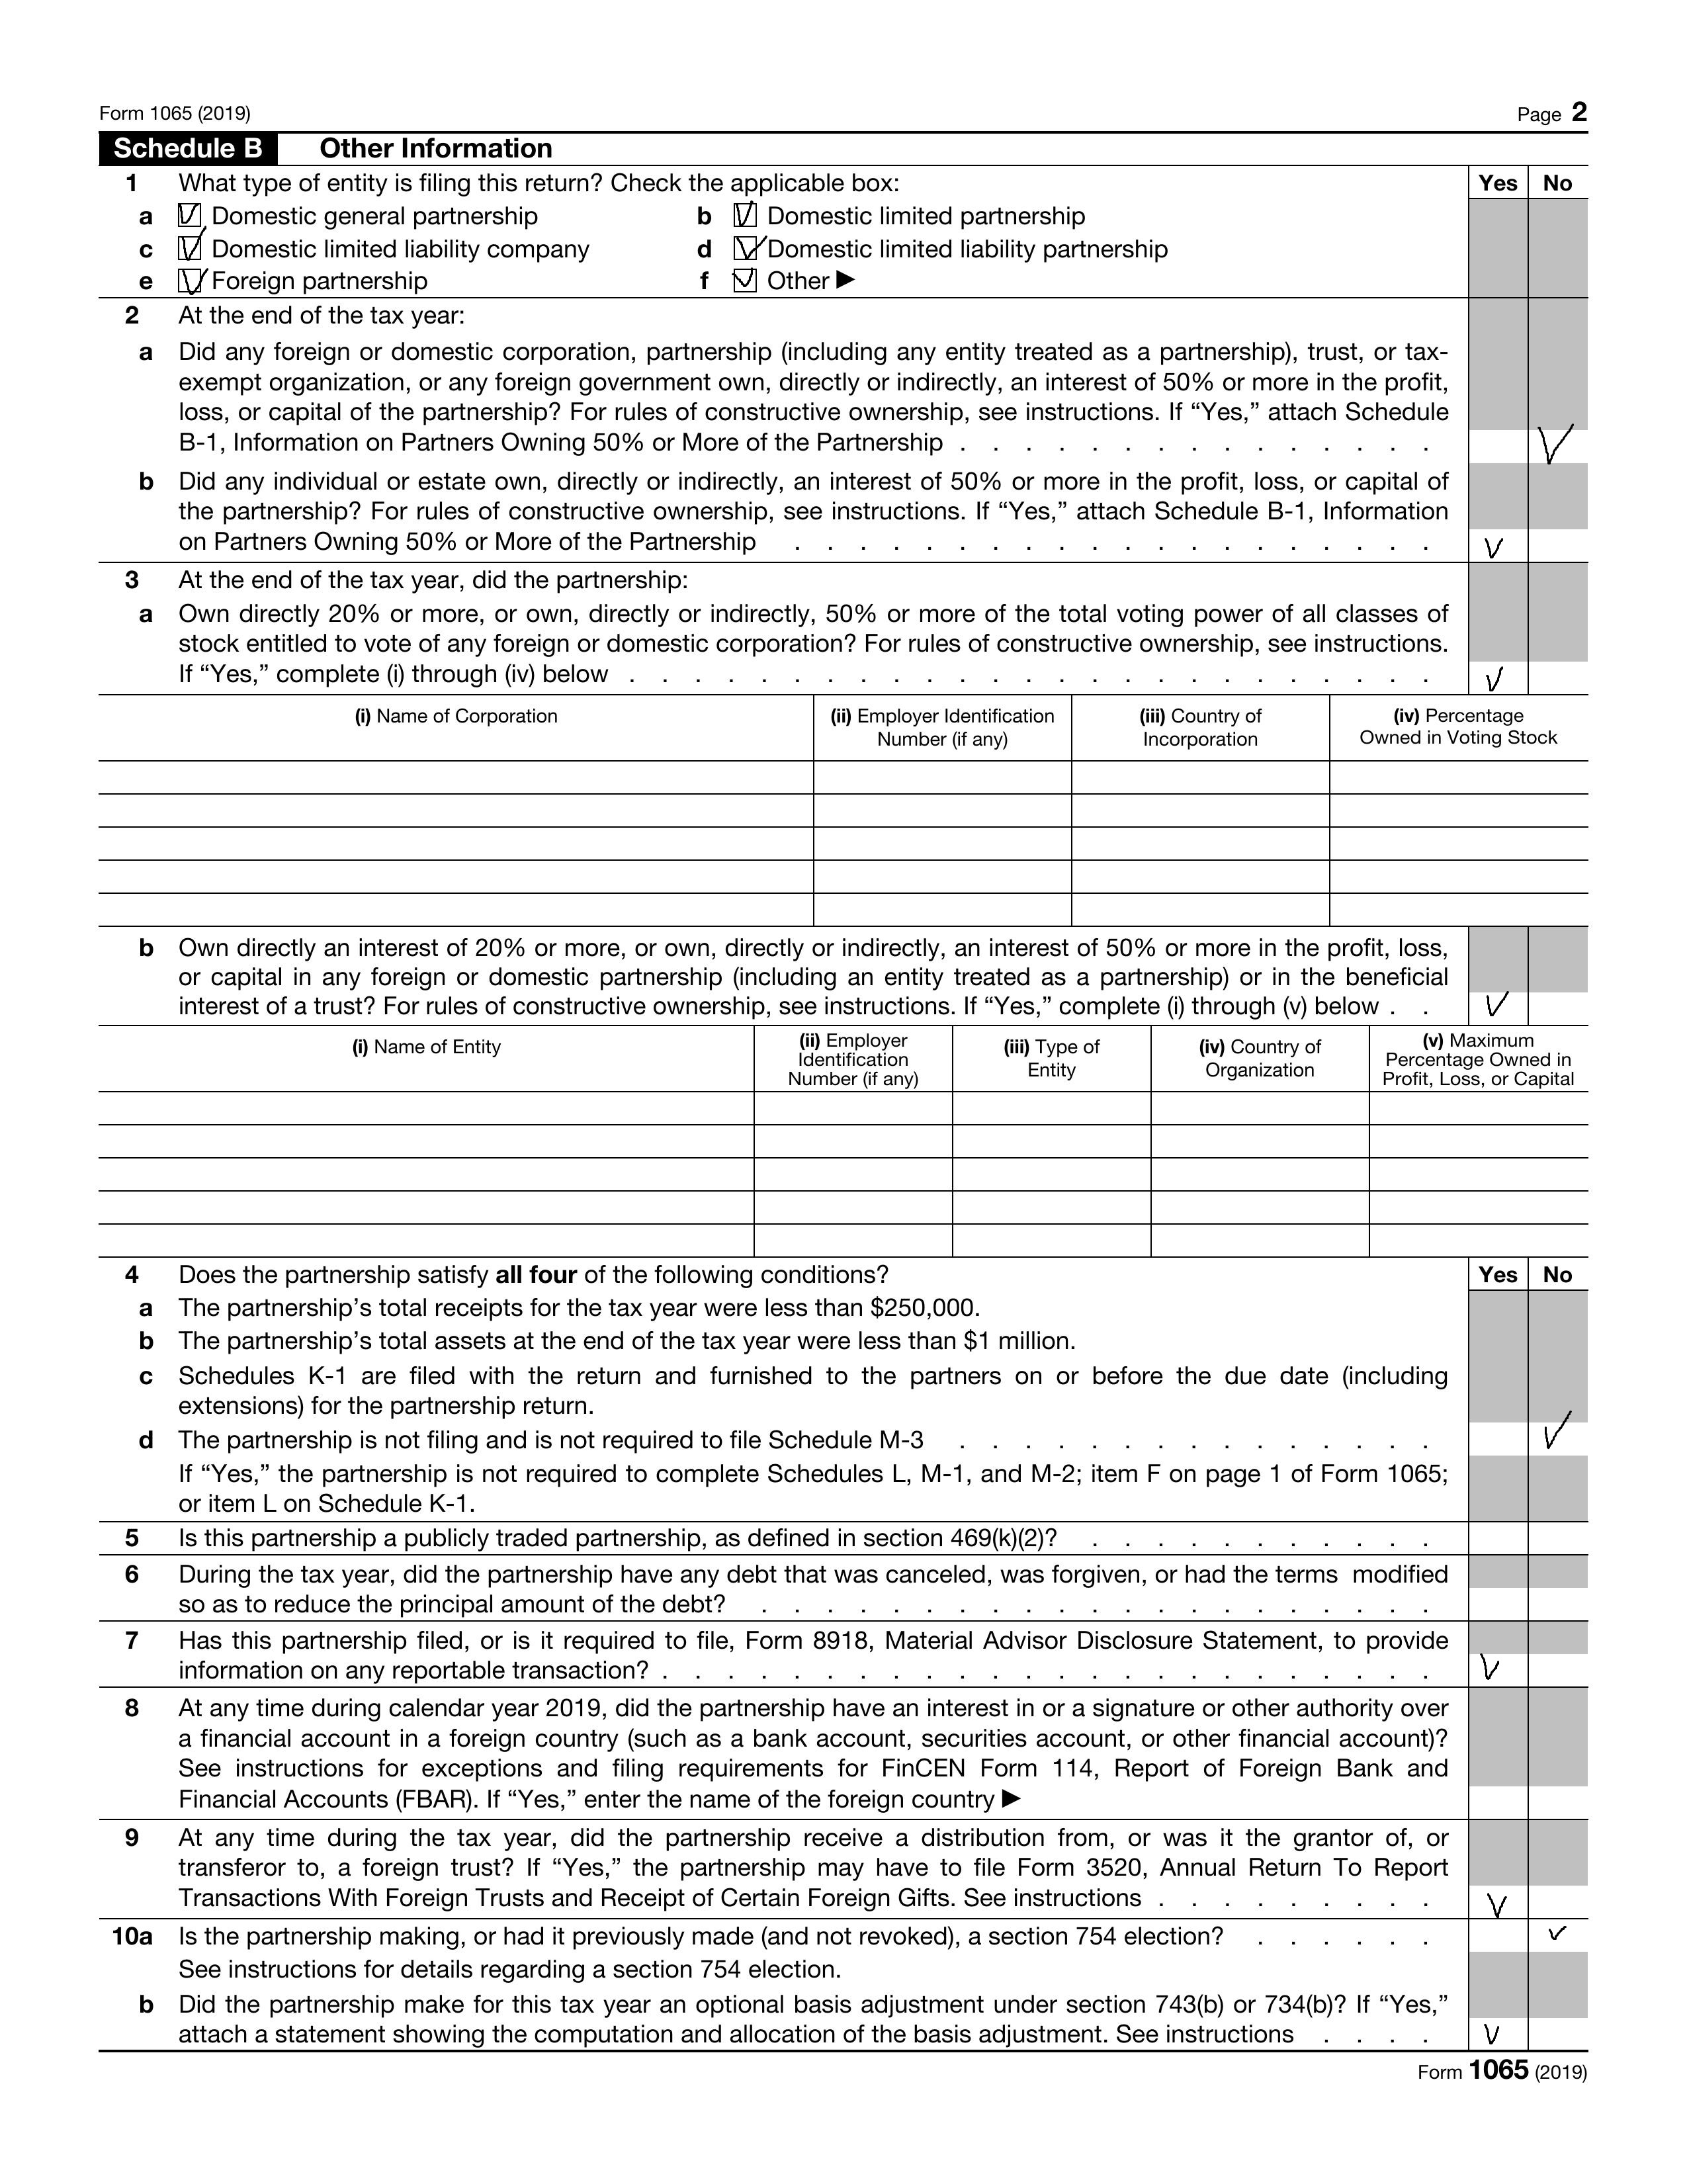 Form 1065 (2019) Page 2
Schedule B Other Information
1 What type of entity is filing this return? Check the applicable box: Yes No
a ☑ Domestic general partnership b ☑ Domestic limited partnership
c ☑ Domestic limited liability company d ☑ Domestic limited liability partnership
e ☑ Foreign partnership f ☑ Other ▶
2 At the end of the tax year:
a Did any foreign or domestic corporation, partnership (including any entity treated as a partnership), trust, or tax-
exempt organization, or any foreign government own, directly or indirectly, an interest of 50% or more in the profit,
loss, or capital of the partnership? For rules of constructive ownership, see instructions. If “Yes,” attach Schedule
B-1, Information on Partners Owning 50% or More of the Partnership . . . . . . . . . . . . . . . ✓
b Did any individual or estate own, directly or indirectly, an interest of 50% or more in the profit, loss, or capital of
the partnership? For rules of constructive ownership, see instructions. If “Yes,” attach Schedule B-1, Information
on Partners Owning 50% or More of the Partnership . . . . . . . . . . . . . . . . . . . . ✓
3 At the end of the tax year, did the partnership:
a Own directly 20% or more, or own, directly or indirectly, 50% or more of the total voting power of all classes of
stock entitled to vote of any foreign or domestic corporation? For rules of constructive ownership, see instructions.
If “Yes,” complete (i) through (iv) below . . . . . . . . . . . . . . . . . . . . . . . . . ✓
(i) Name of Corporation (ii) Employer Identification (iii) Country of (iv) Percentage
Number (if any) Incorporation Owned in Voting Stock
b Own directly an interest of 20% or more, or own, directly or indirectly, an interest of 50% or more in the profit, loss,
or capital in any foreign or domestic partnership (including an entity treated as a partnership) or in the beneficial
interest of a trust? For rules of constructive ownership, see instructions. If “Yes,” complete (i) through (v) below . . ✓
(i) Name of Entity (ii) Employer (iii) Type of (iv) Country of (v) Maximum
Identification Entity Organization Percentage Owned in
Number (if any) Profit, Loss, or Capital
4 Does the partnership satisfy all four of the following conditions? Yes No
a The partnership’s total receipts for the tax year were less than $250,000.
b The partnership’s total assets at the end of the tax year were less than $1 million.
c Schedules K-1 are filed with the return and furnished to the partners on or before the due date (including
extensions) for the partnership return.
d The partnership is not filing and is not required to file Schedule M-3 . . . . . . . . . . . . . . . ✓
If “Yes,” the partnership is not required to complete Schedules L, M-1, and M-2; item F on page 1 of Form 1065;
or item L on Schedule K-1.
5 Is this partnership a publicly traded partnership, as defined in section 469(k)(2)? . . . . . . . . . . .
6 During the tax year, did the partnership have any debt that was canceled, was forgiven, or had the terms modified
so as to reduce the principal amount of the debt? . . . . . . . . . . . . . . . . . . . . .
7 Has this partnership filed, or is it required to file, Form 8918, Material Advisor Disclosure Statement, to provide
information on any reportable transaction? . . . . . . . . . . . . . . . . . . . . . . . . ✓
8 At any time during calendar year 2019, did the partnership have an interest in or a signature or other authority over
a financial account in a foreign country (such as a bank account, securities account, or other financial account)?
See instructions for exceptions and filing requirements for FinCEN Form 114, Report of Foreign Bank and
Financial Accounts (FBAR). If “Yes,” enter the name of the foreign country ▶
9 At any time during the tax year, did the partnership receive a distribution from, or was it the grantor of, or
transferor to, a foreign trust? If “Yes,” the partnership may have to file Form 3520, Annual Return To Report
Transactions With Foreign Trusts and Receipt of Certain Foreign Gifts. See instructions . . . . . . . . . ✓
10a Is the partnership making, or had it previously made (and not revoked), a section 754 election? . . . . . . ✓
See instructions for details regarding a section 754 election.
b Did the partnership make for this tax year an optional basis adjustment under section 743(b) or 734(b)? If “Yes,”
attach a statement showing the computation and allocation of the basis adjustment. See instructions . . . . ✓
Form 1065 (2019)